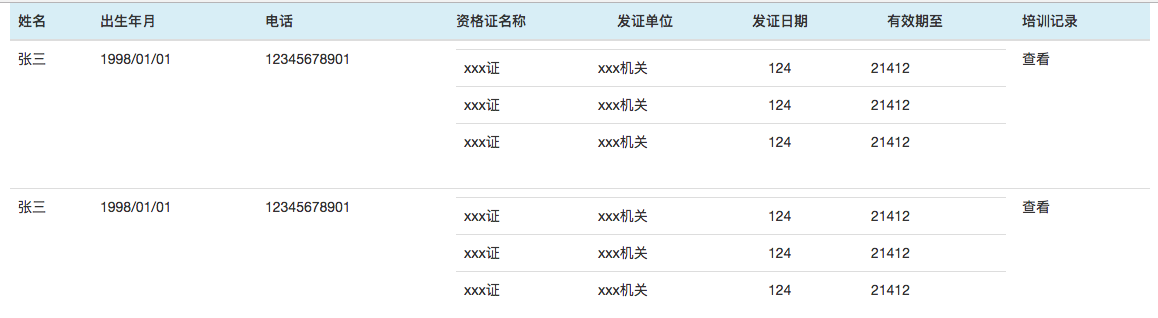 姓名 出生年月 电话 资格证名称 发证单位 发证日期 有效期至 培训记录
张三 1998/01/01 12345678901 xxx证 xxx机关 124 21412 查看
xxx证 xxx机关 124 21412
xxx证 xxx机关 124 21412
张三 1998/01/01 12345678901 xxx证 xxx机关 124 21412 查看
xxx证 xxx机关 124 21412
xxx证 xxx机关 124 21412